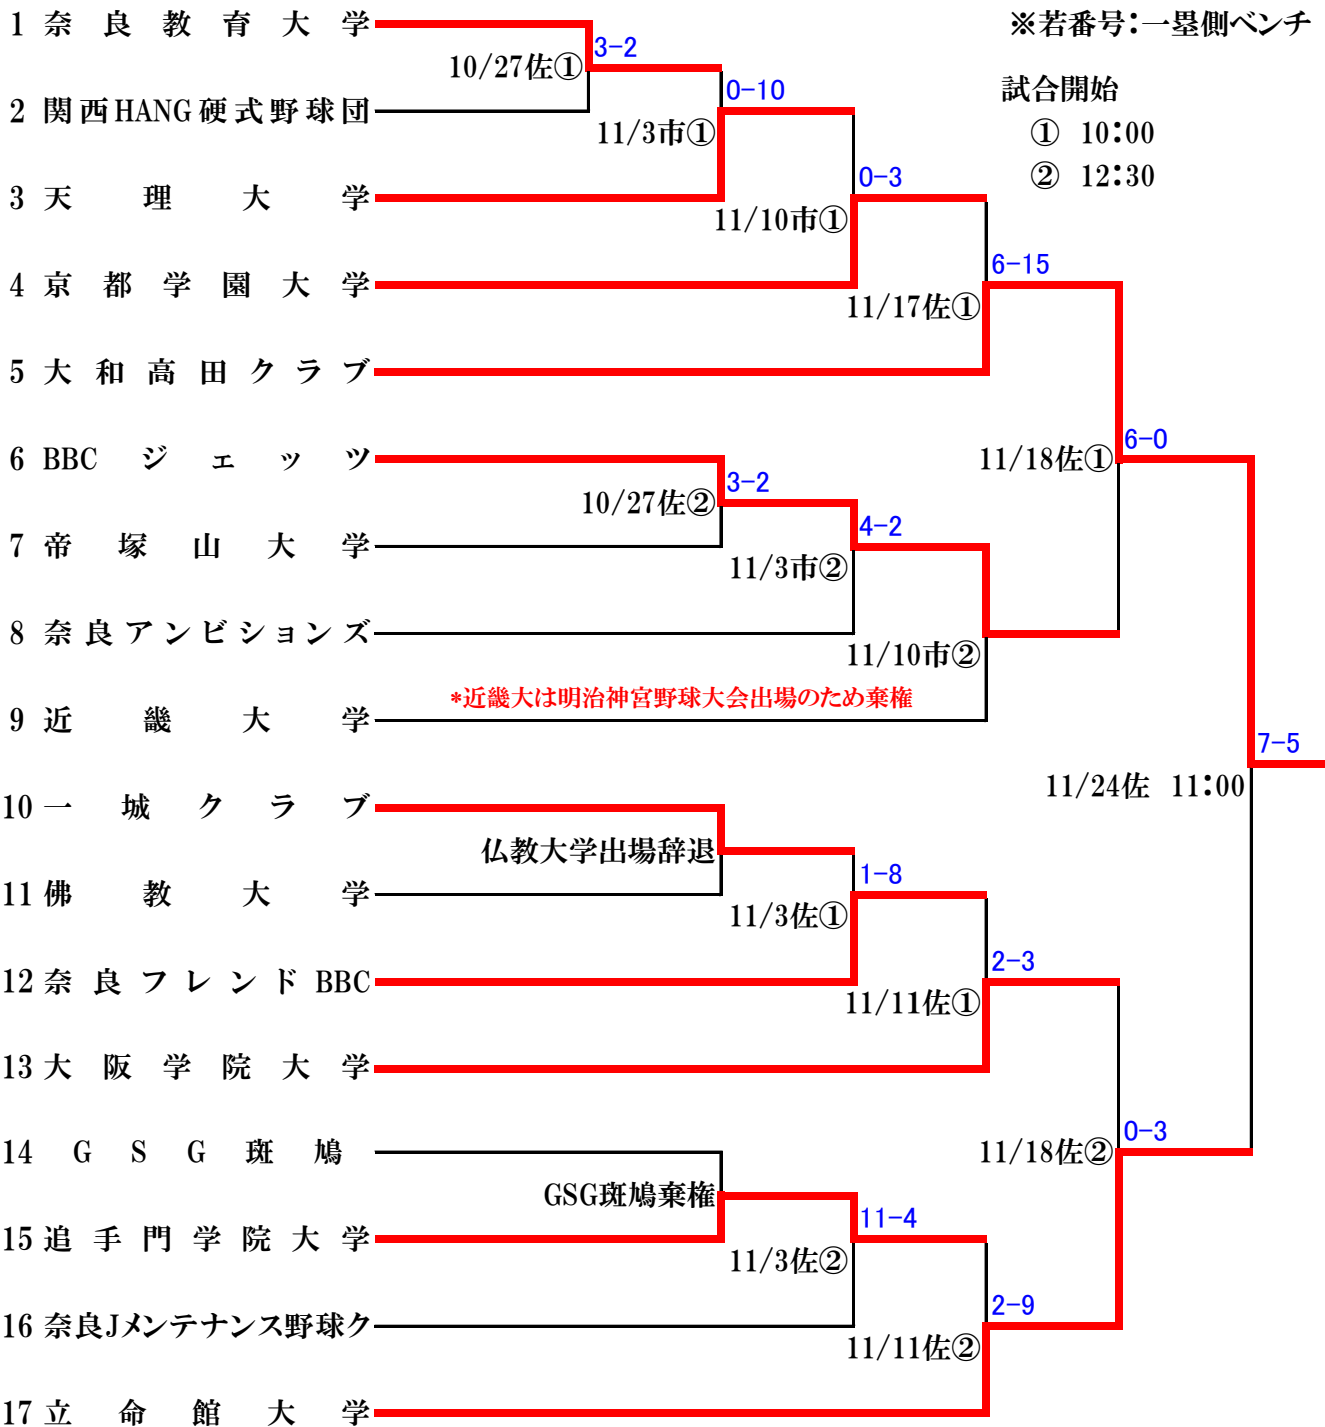 1 奈良教育大学
※若番号：一塁側ベンチ
3-2
10/27佐①
試合開始
0-10
2 関西HANG硬式野球団
11/3市①
① 10：00
0-3
② 12：30
3 天理大学
11/10市①
6-15
4 京都学園大学
11/17佐①
5 大和高田クラブ
6-0
6 BBCジェッツ
11/18佐①
3-2
10/27佐②
4-2
7 帝塚山大学
11/3市②
8 奈良アンビションズ
11/10市②
*近畿大は明治神宮野球大会出場のため棄権
9 近畿大学
7-5
11/24佐 11：00
10 一城クラブ
仏教大学出場辞退
1-8
11 佛教大学
11/3佐①
2-3
12 奈良フレンドBBC
11/11佐①
13 大阪学院大学
0-3
14 GSG斑鳩
11/18佐②
GSG斑鳩棄権
11-4
15 追手門学院大学
11/3佐②
2-9
16 奈良Jメンテナンス野球ク
11/11佐②
17 立命館大学